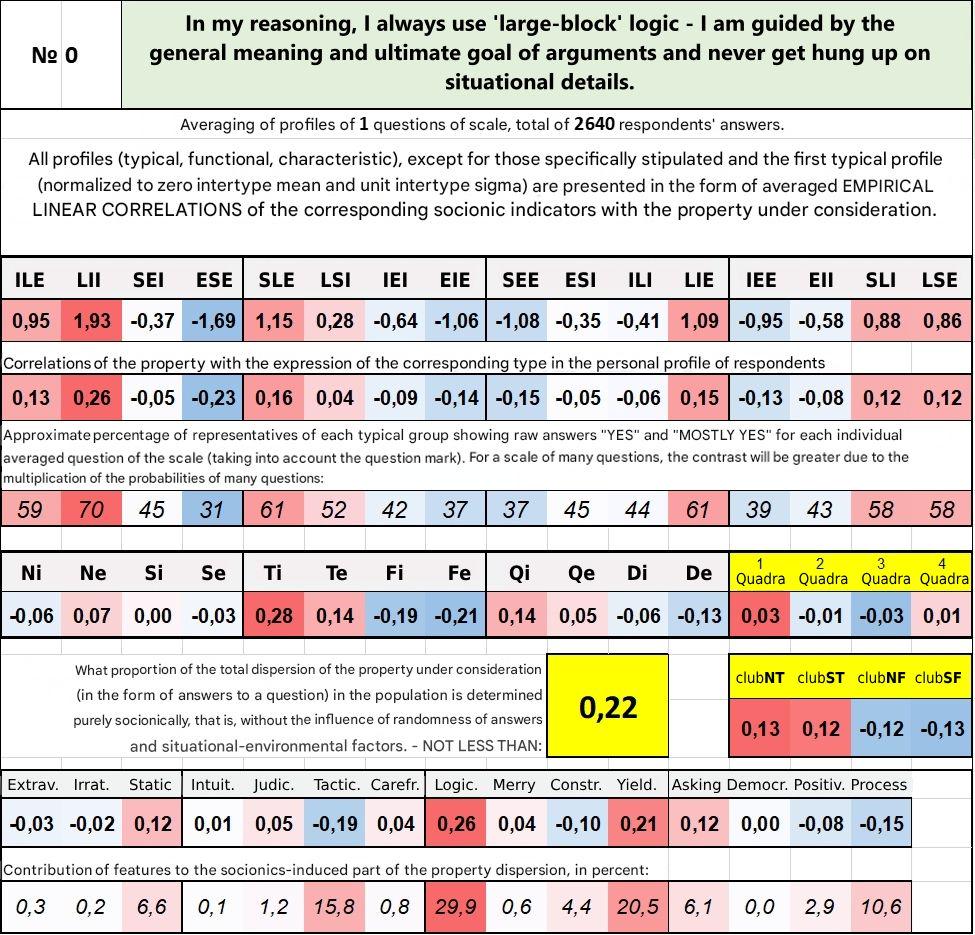 № 0
In my reasoning, I always use 'large-block' logic - I am guided by the
general meaning and ultimate goal of arguments and never get hung up on
situational details.
Averaging of profiles of 1 questions of scale, total of 2640 respondents' answers.
All profiles (typical, functional, characteristic), except for those specifically stipulated and the first typical profile
(normalized to zero intertype mean and unit intertype sigma) are presented in the form of averaged EMPIRICAL
LINEAR CORRELATIONS of the corresponding socionic indicators with the property under consideration.
ILE LII SEI ESE SLE LSI IEI EIE SEE ESI ILI LIE IEE EII SLI LSE
0,95 1,93 -0,37 -1,69 1,15 0,28 -0,64 -1,06 -1,08 -0,35 -0,41 1,09 -0,95 -0,58 0,88 0,86
Correlations of the property with the expression of the corresponding type in the personal profile of respondents
0,13 0,26 -0,05 -0,23 0,16 0,04 -0,09 -0,14 -0,15 -0,05 -0,06 0,15 -0,13 -0,08 0,12 0,12
Approximate percentage of representatives of each typical group showing raw answers "YES" and "MOSTLY YES" for each individual
averaged question of the scale (taking into account the question mark). For a scale of many questions, the contrast will be greater due to the
multiplication of the probabilities of many questions:
59 70 45 31 61 52 42 37 37 45 44 61 39 43 58 58
Ni Ne Si Se Ti Te Fi Fe Qi Qe Di De 1 Quadra 2 Quadra 3 Quadra 4 Quadra
-0,06 0,07 0,00 -0,03 0,28 0,14 -0,19 -0,21 0,14 0,05 -0,06 -0,13 0,03 -0,01 -0,03 0,01
What proportion of the total dispersion of the property under consideration
(in the form of answers to a question) in the population is determined
purely socionically, that is, without the influence of randomness of answers
and situational-environmental factors. - NOT LESS THAN:
0,22
clubNT clubST clubNF clubSF
0,13 0,12 -0,12 -0,13
Extrav. Irrat. Static Intuit. Judic. Tactic. Carefr. Logic. Merry Constr. Yield. Asking Democr. Positiv. Process
-0,03 -0,02 0,12 0,01 0,05 -0,19 0,04 0,26 0,04 -0,10 0,21 0,12 0,00 -0,08 -0,15
Contribution of features to the socionics-induced part of the property dispersion, in percent:
0,3 0,2 6,6 0,1 1,2 15,8 0,8 29,9 0,6 4,4 20,5 6,1 0,0 2,9 10,6